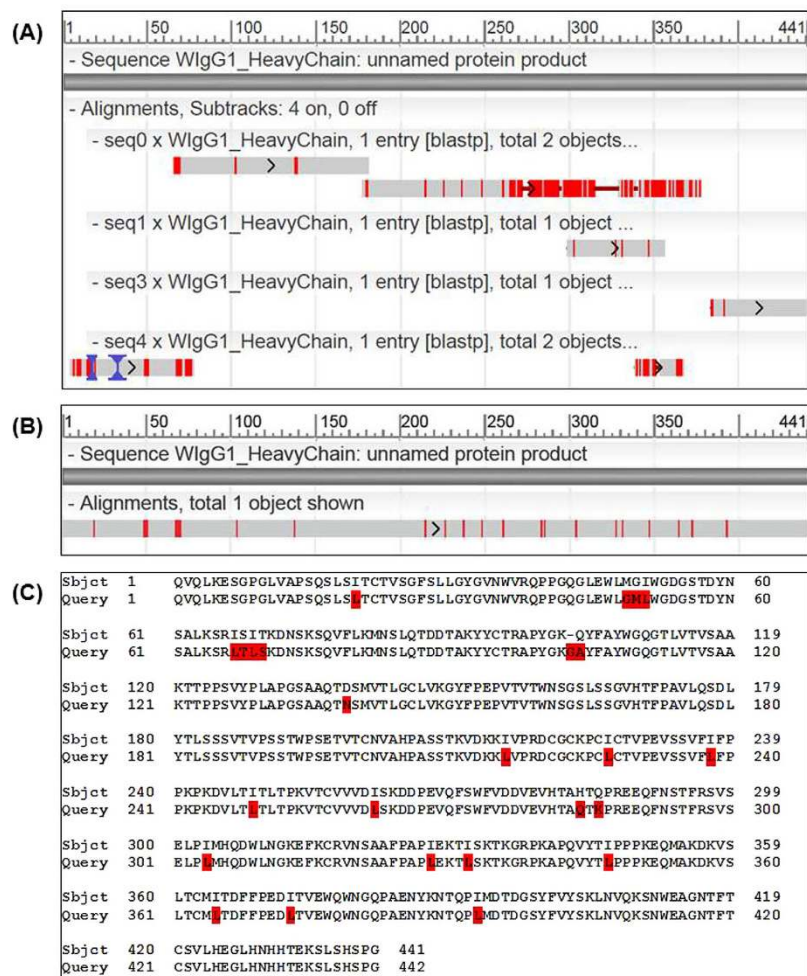 (A)
1 50 100 150 200 250 300 350 441
- Sequence WIgG1_HeavyChain: unnamed protein product
- Alignments, Subtracks: 4 on, 0 off
- seq0 x WIgG1_HeavyChain, 1 entry [blastp], total 2 objects...
- seq1 x WIgG1_HeavyChain, 1 entry [blastp], total 1 object ...
- seq3 x WIgG1_HeavyChain, 1 entry [blastp], total 1 object ...
- seq4 x WIgG1_HeavyChain, 1 entry [blastp], total 2 objects...
(B)
1 50 100 150 200 250 300 350 441
- Sequence WIgG1_HeavyChain: unnamed protein product
- Alignments, total 1 object shown
(C)
Sbjct 1 QVQLKESGPGLVAPSQSLSITCTVSGFSLLGYGVNWVRQPPGQGLEWLMGIWGDGSTDYN 60
Query 1 QVQLKESGPGLVAPSQSLSLTCTVSGFSLLGYGVNWVRQPPGQGLEWLGMLWGDGSTDYN 60
Sbjct 61 SALKSRISITKDNSKSQVFLKMNSLQTDDTAKYYCTRAPYGK-QYFAYWGQGTLVTVSAA 119
Query 61 SALKSRLTLSKDNSKSQVFLKMNSLQTDDTAKYYCTRAPYGKGAYFAYWGQGTLVTVSAA 120
Sbjct 120 KTTPPSVYPLAPGSAAQTDSMVTLGCLVKGYFPEPVTVTWNSGSLSSGVHTFPAVLQSDL 179
Query 121 KTTPPSVYPLAPGSAAQTNSMVTLGCLVKGYFPEPVTVTWNSGSLSSGVHTFPAVLQSDL 180
Sbjct 180 YTLSSSVTVPSSTWPSETVTCNVAHPASSTKVDKKIVPRDCGCKPCICTVPEVSSVFIFP 239
Query 181 YTLSSSVTVPSSTWPSETVTCNVAHPASSTKVDKKLVPRDCGCKPCLCTVPEVSSVFLFP 240
Sbjct 240 PKPKDVLTITLTPKVTCVVVDISKDDPEVQFSWFVDDVEVHTAHTQPREEQFNSTFRSVS 299
Query 241 PKPKDVLTLTLTPKVTCVVVDLSKDDPEVQFSWFVDDVEVHTAQTKPREEQFNSTFRSVS 300
Sbjct 300 ELPIMHQDWLNGKEFKCRVNSAAFPAPIEKTISKTKGRPKAPQVYTIPPPKEQMAKDKVS 359
Query 301 ELPLMHQDWLNGKEFKCRVNSAAFPAPLEKTLSKTKGRPKAPQVYTLPPPKEQMAKDKVS 360
Sbjct 360 LTCMITDFFPEDITVEWQWNGQPAENYKNTQPIMDTDGSYFVYSKLNVQKSNWEAGNTFT 419
Query 361 LTCMLTDFFPEDLTVEWQWNGQPAENYKNTQPLMDTDGSYFVYSKLNVQKSNWEAGNTFT 420
Sbjct 420 CSVLHEGLHNHHTEKSLSHSPG 441
Query 421 CSVLHEGLHNHHTEKSLSHSPG 442